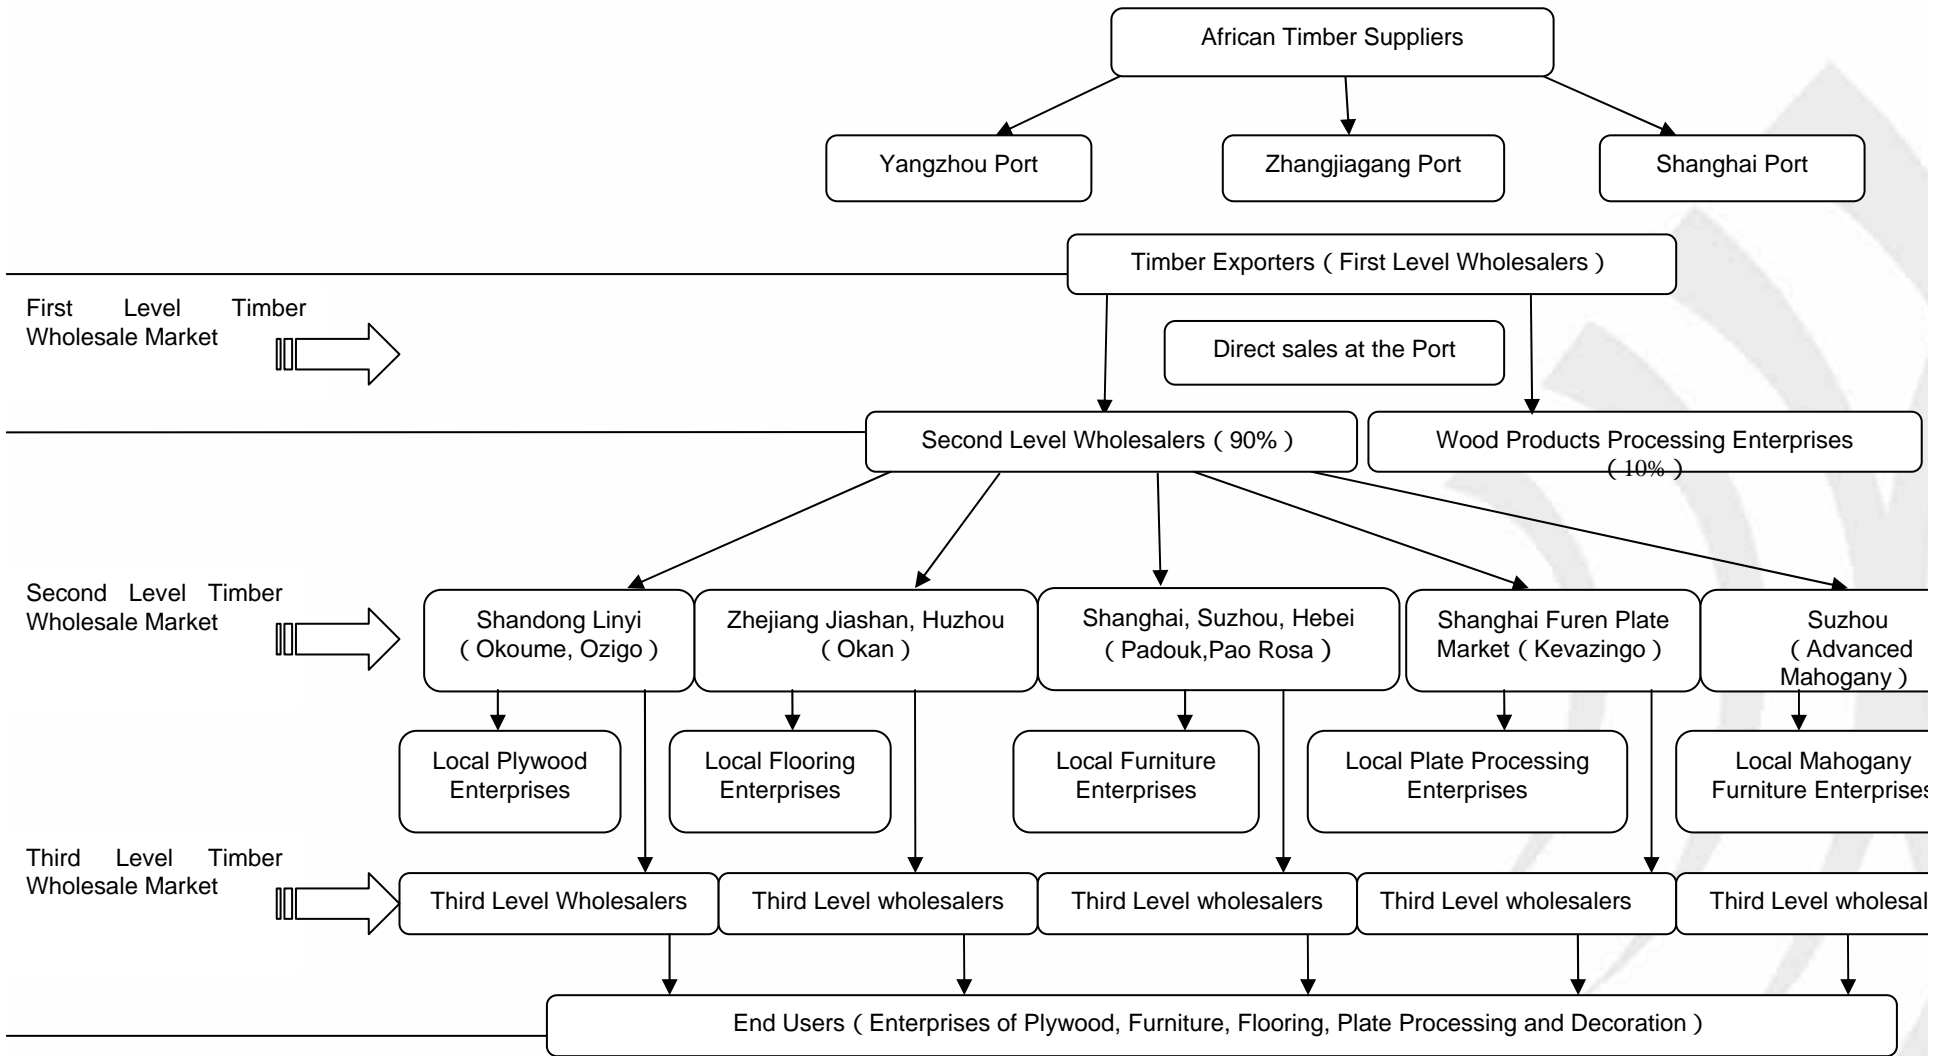 African Timber Suppliers
Yangzhou Port
Zhangjiagang Port
Shanghai Port
Timber Exporters ( First Level Wholesalers )
First Level Timber
Wholesale Market
Direct sales at the Port
Second Level Wholesalers ( 90% )
Wood Products Processing Enterprises
( 10% )
Second Level Timber
Wholesale Market
Shandong Linyi
( Okoume, Ozigo )
Zhejiang Jiashan, Huzhou
( Okan )
Shanghai, Suzhou, Hebei
( Padouk,Pao Rosa )
Shanghai Furen Plate
Market ( Kevazingo )
Suzhou
( Advanced
Mahogany )
Local Plywood
Enterprises
Local Flooring
Enterprises
Local Furniture
Enterprises
Local Plate Processing
Enterprises
Local Mahogany
Furniture Enterprises
Third Level Timber
Wholesale Market
Third Level Wholesalers
Third Level wholesalers
Third Level wholesalers
Third Level wholesalers
Third Level wholesal
End Users ( Enterprises of Plywood, Furniture, Flooring, Plate Processing and Decoration )